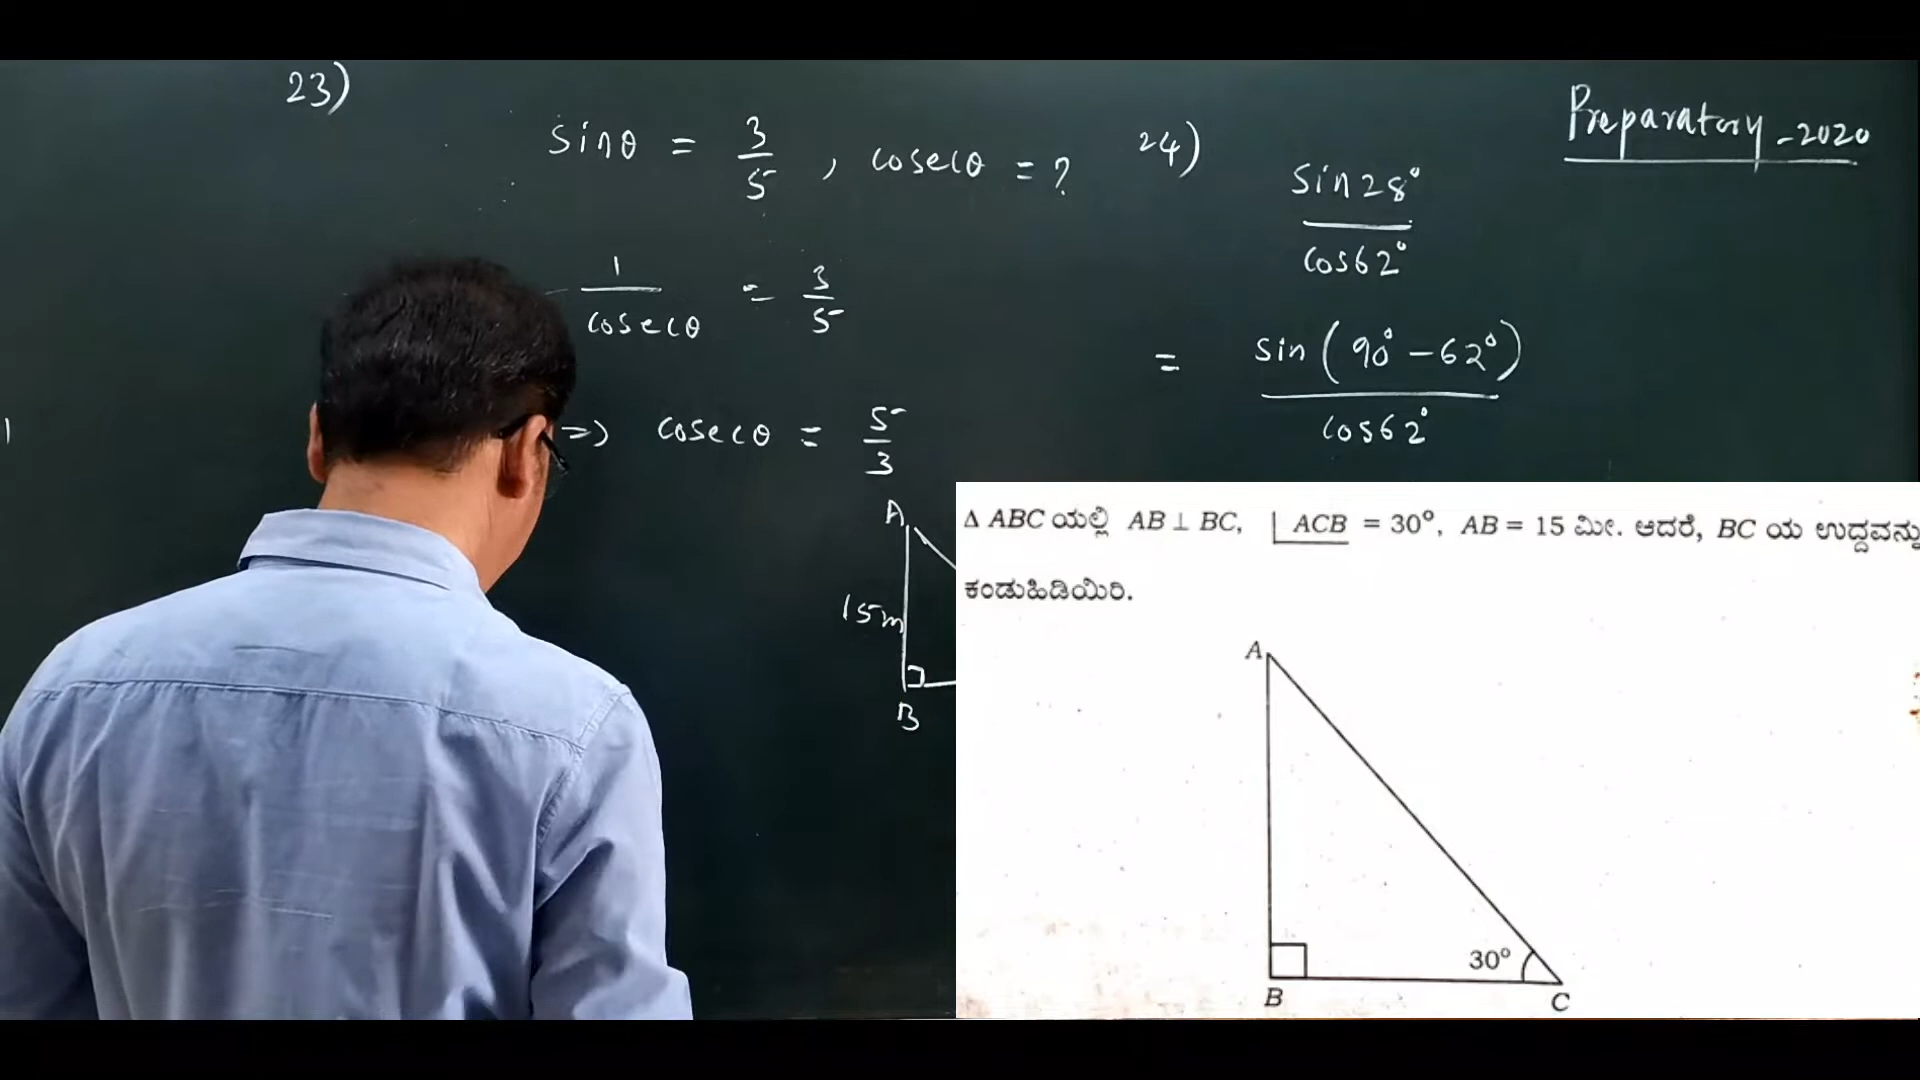 23)
sinθ = 3/5 , cosecθ = ?
1/cosecθ = 3/5
=> cosecθ = 5/3
A
15m
B
24)
sin28°/cos62°
= sin(90° - 62°)/cos62°
Preparatory - 2020
Δ ABC ಯಲ್ಲಿ AB ⊥ BC, ∠ACB = 30°, AB = 15 ಮೀ. ಆದರೆ, BC ಯ ಉದ್ದವನ್ನು
ಕಂಡುಹಿಡಿಯಿರಿ.
A
30°
B
C